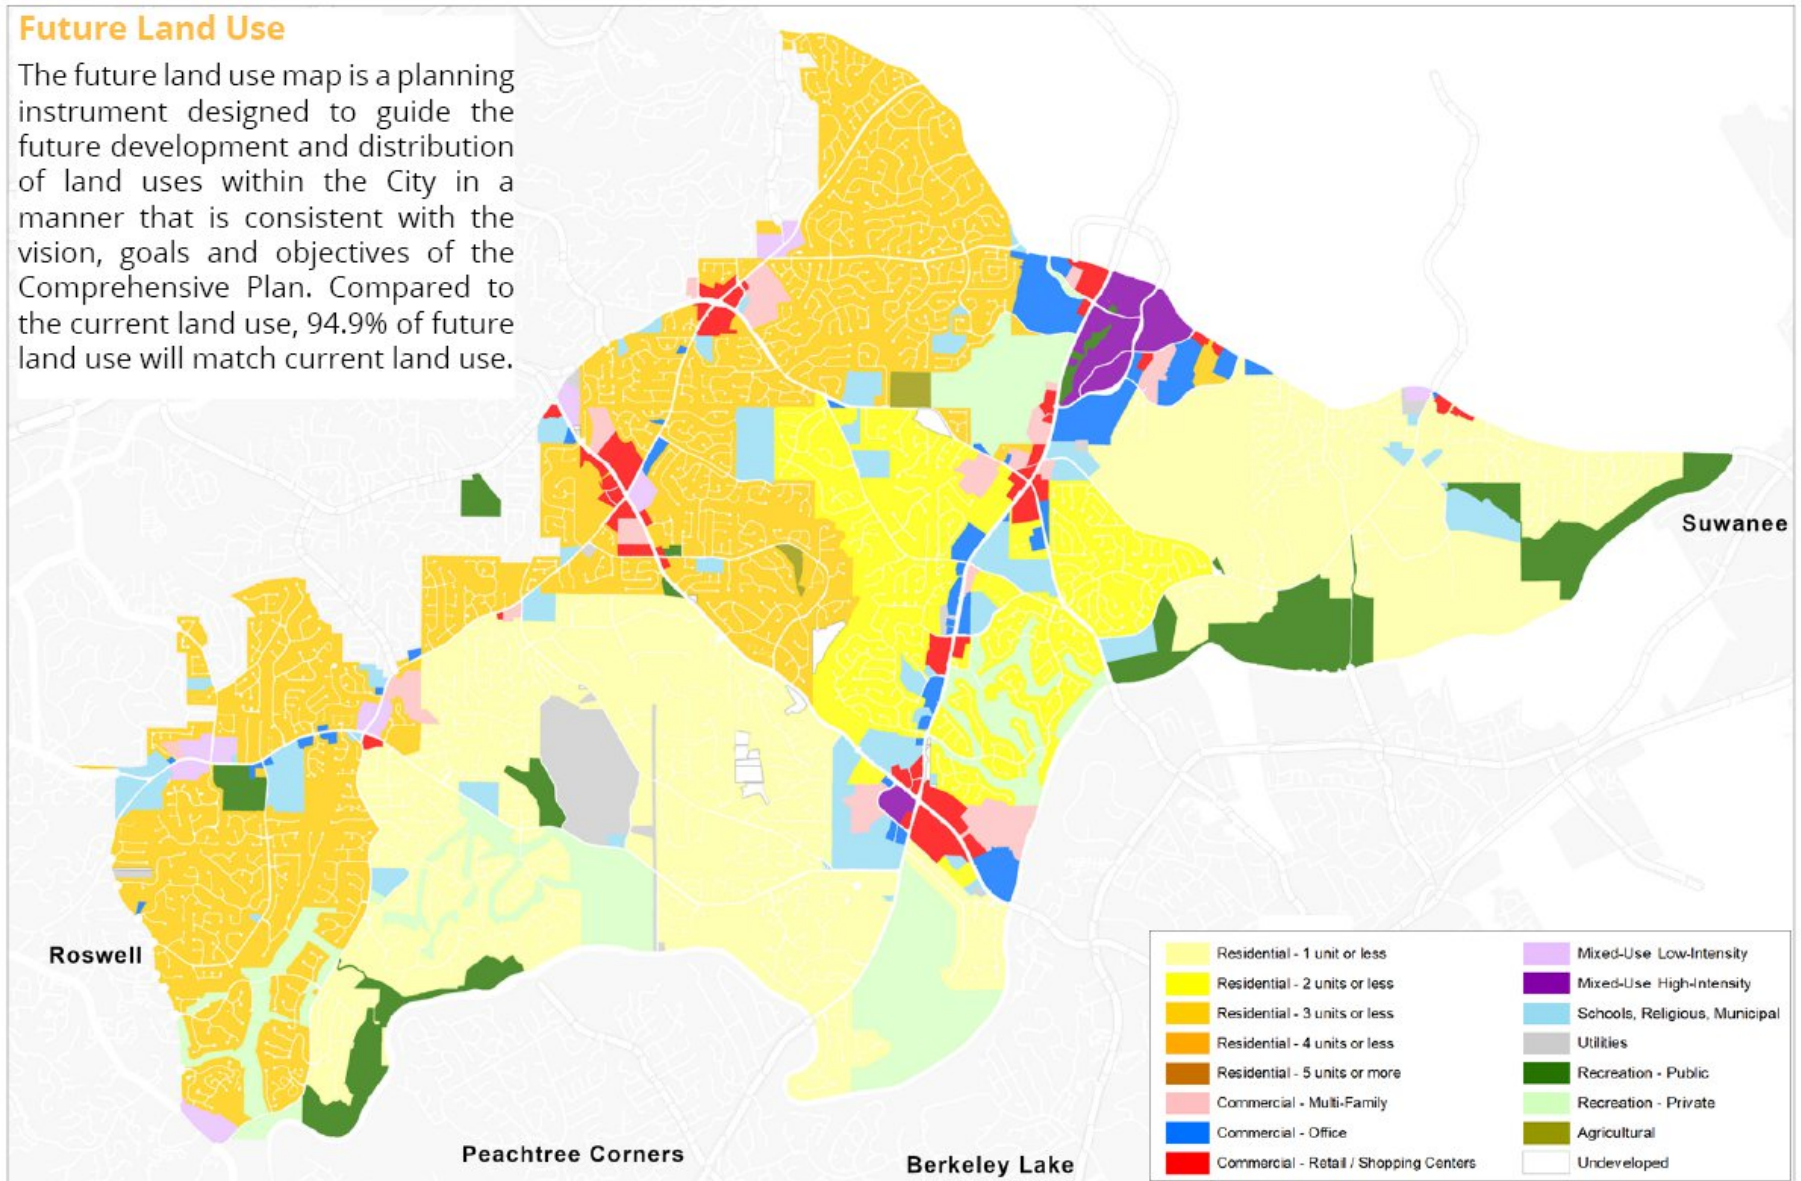 Future Land Use
The future land use map is a planning
instrument designed to guide the
future development and distribution
of land uses within the City in a
manner that is consistent with the
vision, goals and objectives of the
Comprehensive Plan. Compared to
the current land use, 94.9% of future
land use will match current land use.
Suwanee
Roswell
Peachtree Corners
Berkeley Lake
Residential - 1 unit or less
Residential - 2 units or less
Residential - 3 units or less
Residential - 4 units or less
Residential - 5 units or more
Commercial - Multi-Family
Commercial - Office
Commercial - Retail / Shopping Centers
Mixed-Use Low-Intensity
Mixed-Use High-Intensity
Schools, Religious, Municipal
Utilities
Recreation - Public
Recreation - Private
Agricultural
Undeveloped